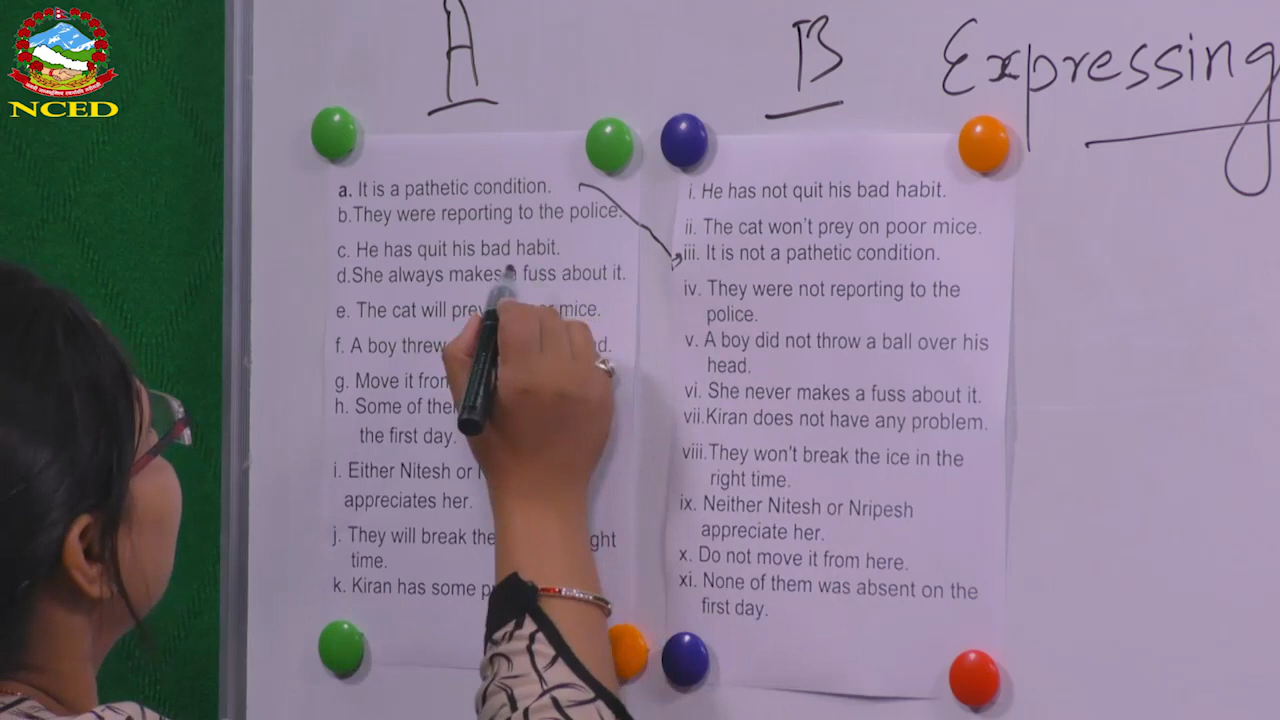 NCED
A
B
Expressing
a. It is a pathetic condition.
b.They were reporting to the police.
c. He has quit his bad habit.
d.She always makes fuss about it.
e. The cat will prey mice.
f. A boy threw
g. Move it from
h. Some of them
the first day.
i. Either Nitesh or
appreciates her.
j. They will break the
time.
k. Kiran has some
i. He has not quit his bad habit.
ii. The cat won't prey on poor mice.
iii. It is not a pathetic condition.
iv. They were not reporting to the
police.
v. A boy did not throw a ball over his
head.
vi. She never makes a fuss about it.
vii.Kiran does not have any problem.
viii.They won't break the ice in the
right time.
ix. Neither Nitesh or Nripesh
appreciate her.
x. Do not move it from here.
xi. None of them was absent on the
first day.